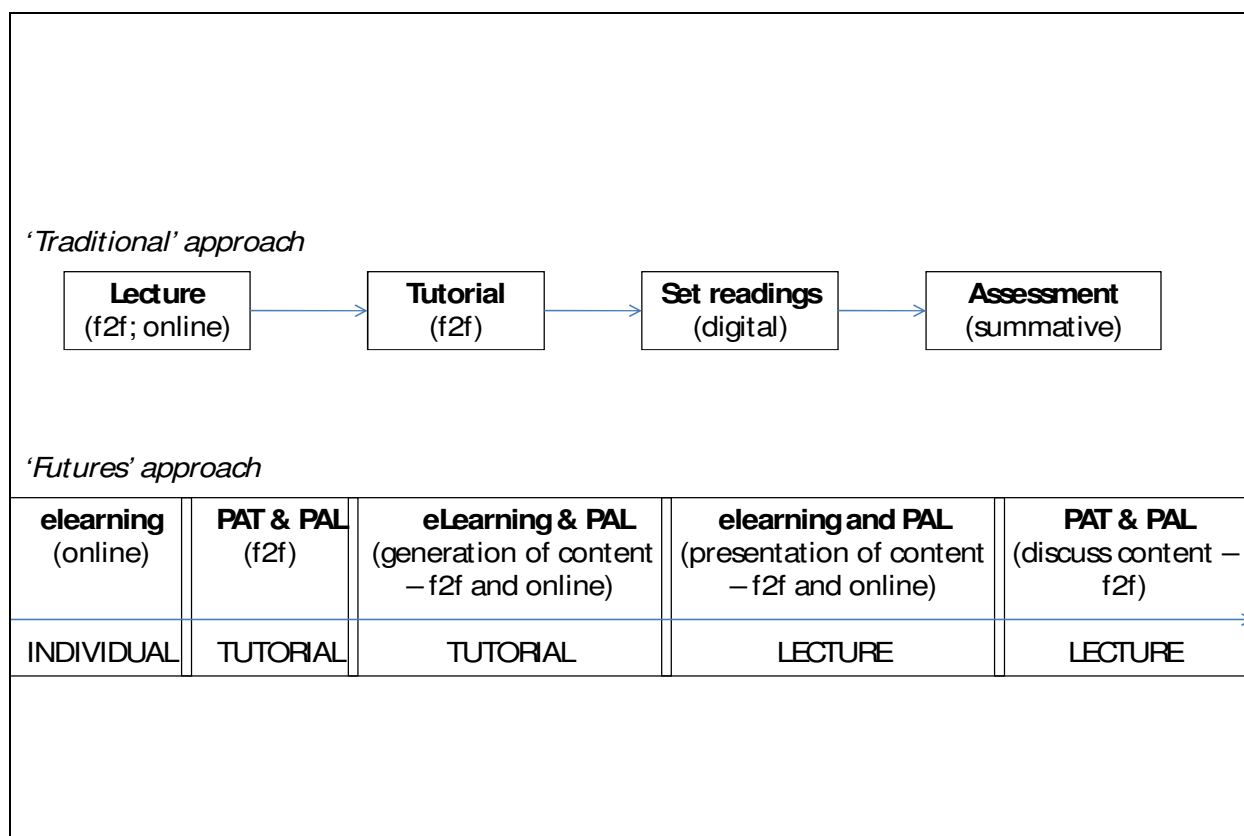 ‘Traditional’ approach
Lecture
(f2f; online)
Tutorial
(f2f)
Set readings
(digital)
Assessment
(summative)
‘Futures’ approach
elearning
(online)
PAT & PAL
(f2f)
eLearning & PAL
(generation of content
– f2f and online)
elearning and PAL
(presentation of content
– f2f and online)
PAT & PAL
(discuss content –
f2f)
INDIVIDUAL
TUTORIAL
TUTORIAL
LECTURE
LECTURE